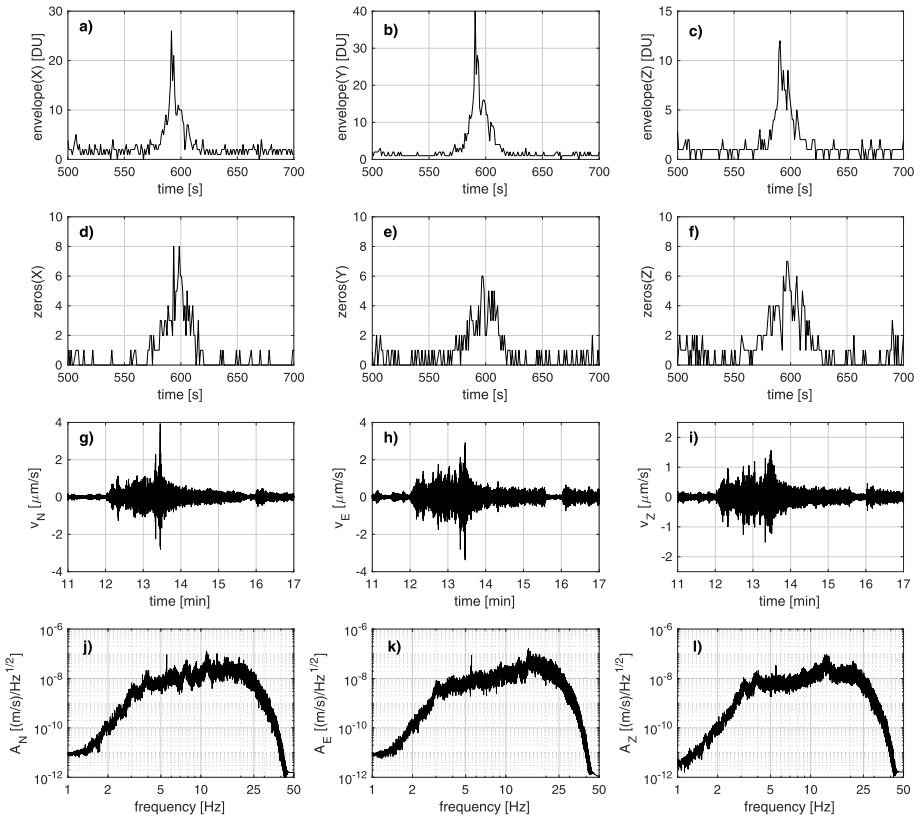 a)
envelope(X) [DU]
30
20
10
0
500 550 600 650 700
time [s]
b)
envelope(Y) [DU]
40
30
20
10
0
500 550 600 650 700
time [s]
c)
envelope(Z) [DU]
15
10
5
0
500 550 600 650 700
time [s]
d)
zeros(X)
10
8
6
4
2
0
500 550 600 650 700
time [s]
e)
zeros(Y)
10
8
6
4
2
0
500 550 600 650 700
time [s]
f)
zeros(Z)
10
8
6
4
2
0
500 550 600 650 700
time [s]
g)
v_N [μm/s]
4
2
0
-2
-4
11 12 13 14 15 16 17
time [min]
h)
v_E [μm/s]
4
2
0
-2
-4
11 12 13 14 15 16 17
time [min]
i)
v_Z [μm/s]
2
1
0
-1
-2
11 12 13 14 15 16 17
time [min]
j)
A_N [(m/s)/Hz^1/2]
10^-6
10^-8
10^-10
10^-12
1 2 5 10 25 50
frequency [Hz]
k)
A_E [(m/s)/Hz^1/2]
10^-6
10^-8
10^-10
10^-12
1 2 5 10 25 50
frequency [Hz]
l)
A_Z [(m/s)/Hz^1/2]
10^-6
10^-8
10^-10
10^-12
1 2 5 10 25 50
frequency [Hz]